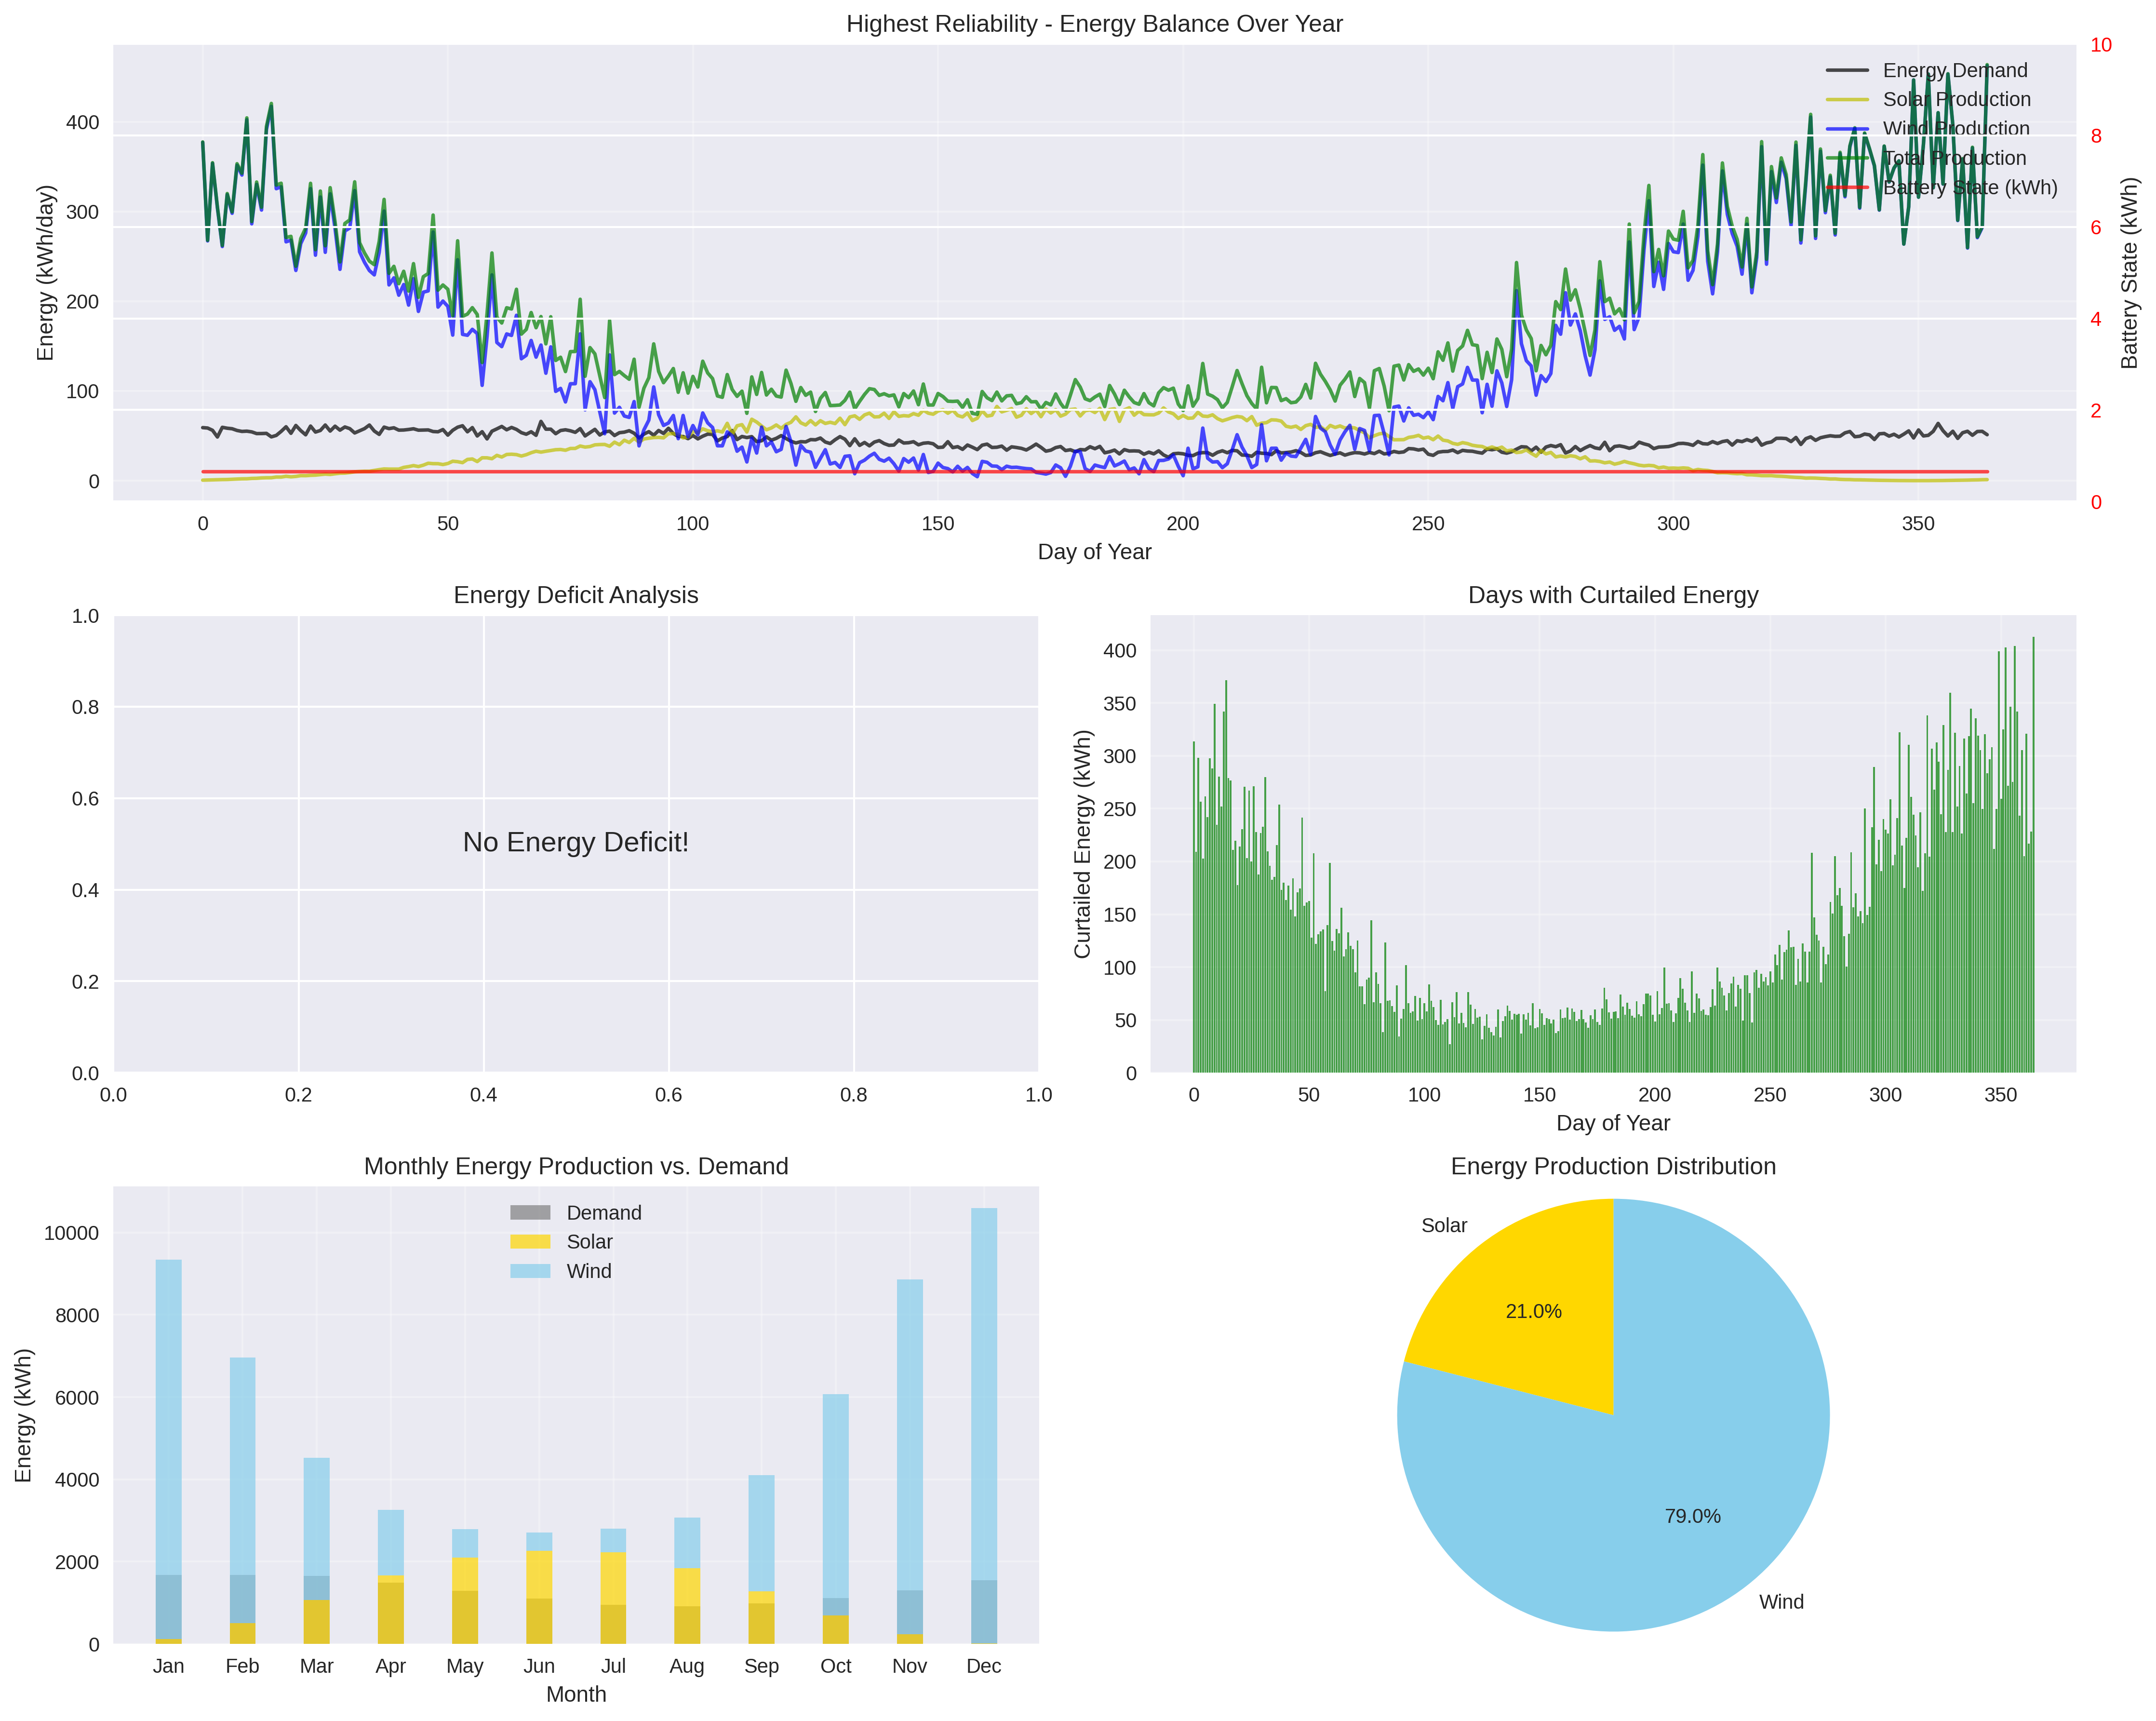 Highest Reliability - Energy Balance Over Year
Energy (kWh/day)
400
300
200
100
0
10
8
6
4
2
0
Battery State (kWh)
Energy Demand
Solar Production
Wind Production
Total Production
Battery State (kWh)
0 50 100 150 200 250 300 350
Day of Year
Energy Deficit Analysis
1.0
0.8
0.6
0.4
0.2
0.0
No Energy Deficit!
0.0 0.2 0.4 0.6 0.8 1.0
Days with Curtailed Energy
Curtailed Energy (kWh)
400
350
300
250
200
150
100
50
0
0 50 100 150 200 250 300 350
Day of Year
Monthly Energy Production vs. Demand
Energy (kWh)
10000
8000
6000
4000
2000
0
Demand
Solar
Wind
Jan Feb Mar Apr May Jun Jul Aug Sep Oct Nov Dec
Month
Energy Production Distribution
Solar
21.0%
79.0%
Wind